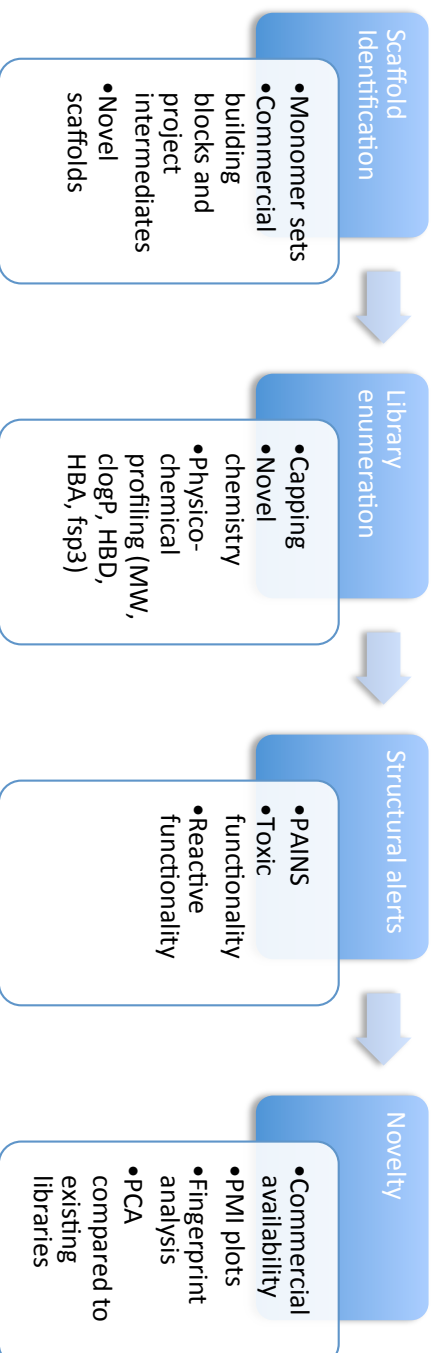 Scaffold
Identification
•Monomer sets
•Commercial
building
blocks and
project
intermediates
•Novel
scaffolds
Library
enumeration
•Capping
•Novel
chemistry
•Physico-
chemical
profiling (MW,
clogP, HBD,
HBA, fsp3)
Structural alerts
•PAINS
•Toxic
functionality
•Reactive
functionality
Novelty
•Commercial
availability
•PMI plots
•Fingerprint
analysis
•PCA
compared to
existing
libraries